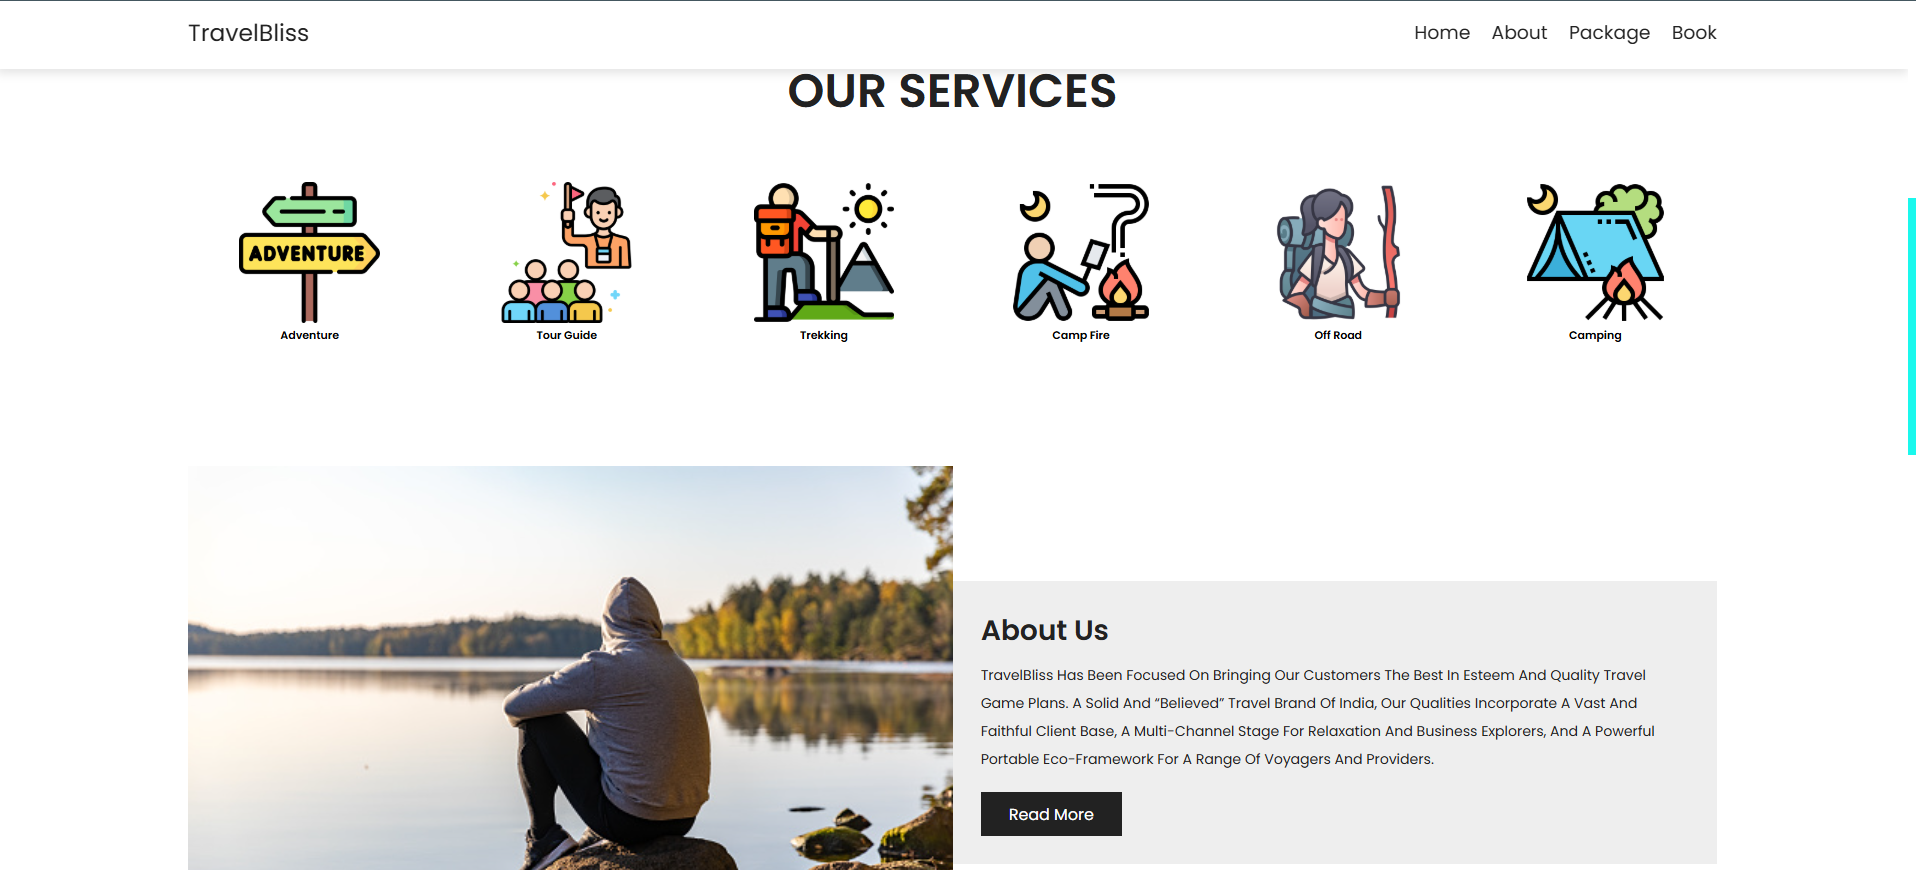 TravelBliss
Home About Package Book
OUR SERVICES
ADVENTURE
Adventure
Tour Guide
Trekking
Camp Fire
Off Road
Camping
About Us
TravelBliss Has Been Focused On Bringing Our Customers The Best In Esteem And Quality Travel
Game Plans. A Solid And “Believed” Travel Brand Of India, Our Qualities Incorporate A Vast And
Faithful Client Base, A Multi-Channel Stage For Relaxation And Business Explorers, And A Powerful
Portable Eco-Framework For A Range Of Voyagers And Providers.
Read More